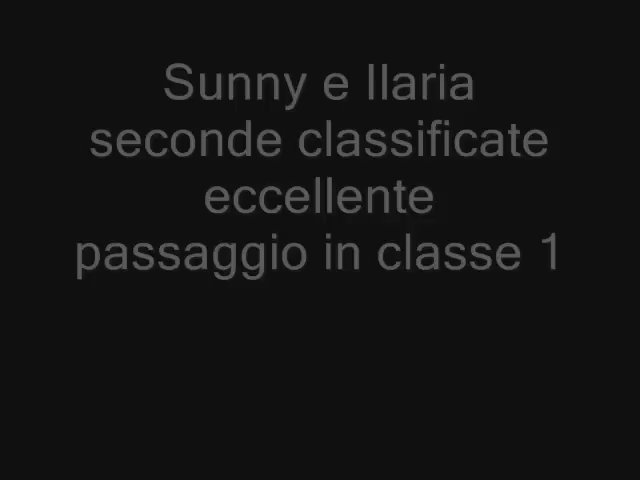 Sunny e Ilaria
seconde classificate
eccellente
passaggio in classe 1